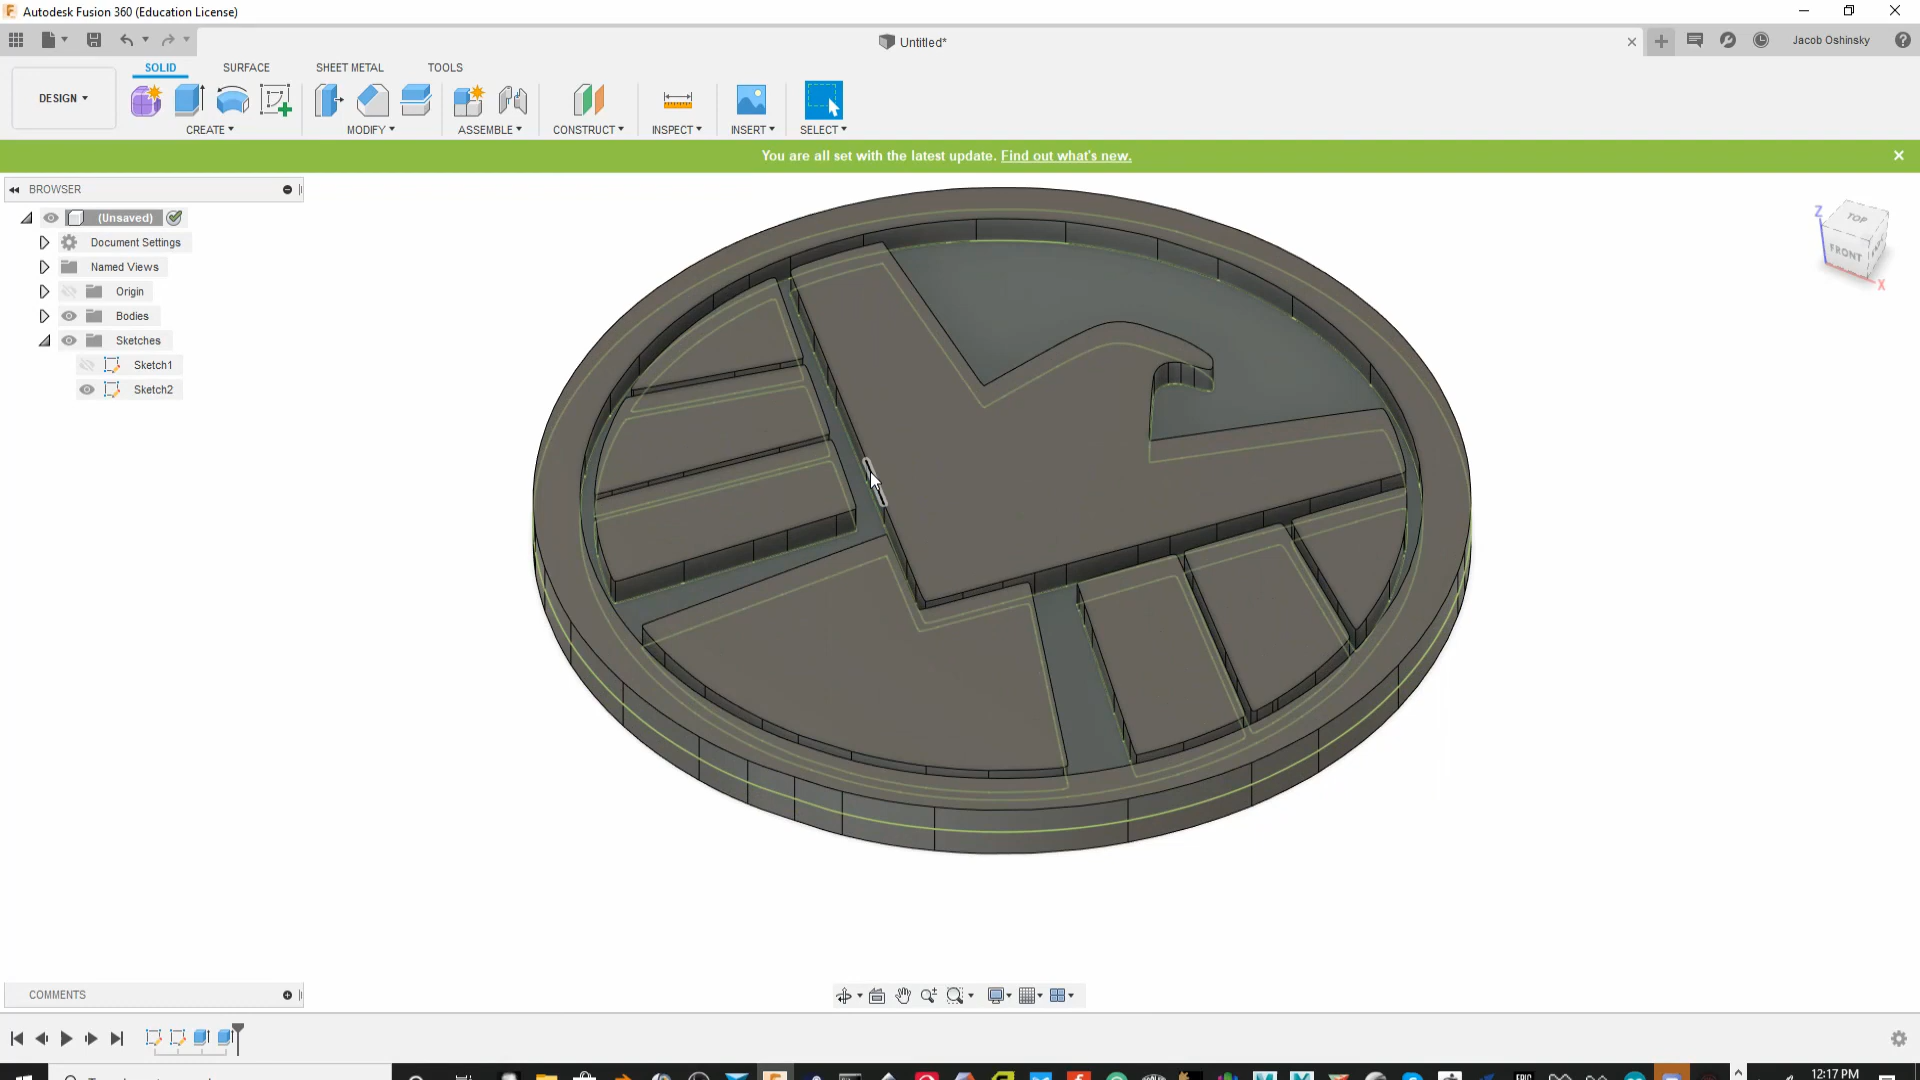 Autodesk Fusion 360 (Education License)
Untitled*
Jacob Oshinsky
SOLID SURFACE SHEET METAL TOOLS
DESIGN
CREATE MODIFY ASSEMBLE CONSTRUCT INSPECT INSERT SELECT
You are all set with the latest update. Find out what's new.
BROWSER
(Unsaved)
Document Settings
Named Views
Origin
Bodies
Sketches
Sketch1
Sketch2
Z
TOP
FRONT
X
COMMENTS
12:17 PM